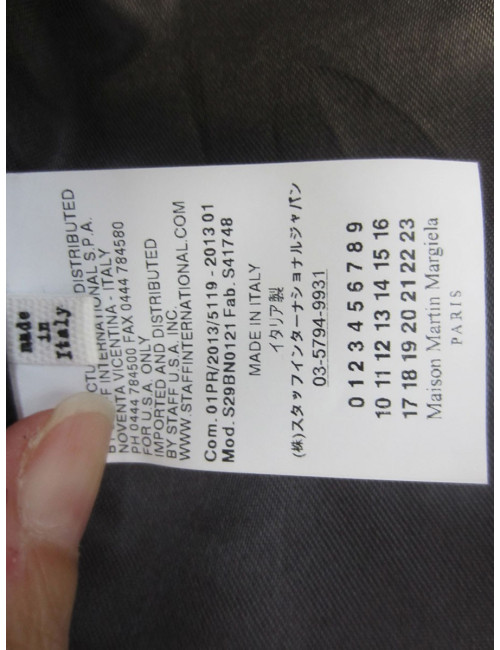 made
in
Italy
DISTRIBUTED
INTERNATIONAL S.P.A.
NOVENTA VICENTINA - ITALY
PH 0444 784500 FAX 0444 784580
FOR U.S.A. ONLY
IMPORTED AND DISTRIBUTED
BY STAFF U.S.A. INC.
WWW.STAFFINTERNATIONAL.COM
Com. 01PR/2013/5119 - 2013 01
Mod. S29BN0121 Fab. S41748
MADE IN ITALY
イタリア製
(株)スタッフインターナショナルジャパン
03-5794-9931
0 1 2 3 4 5 6 7 8 9
10 11 12 13 14 15 16
17 18 19 20 21 22 23
Maison Martin Margiela
PARIS